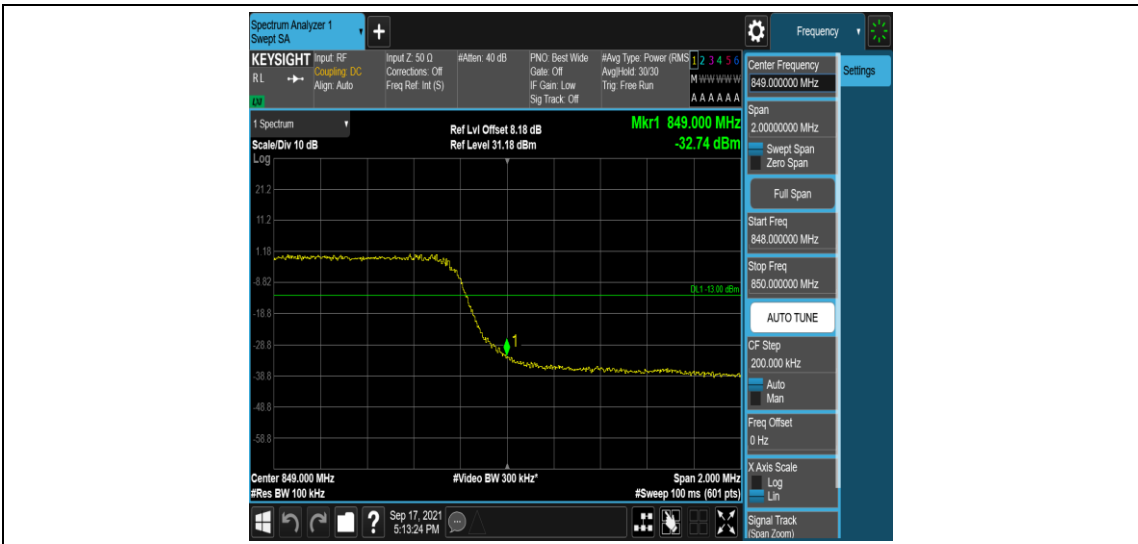 Spectrum Analyzer 1
Swept SA
+
Frequency
KEYSIGHT
RL
LXI
Input: RF
Coupling: DC
Align: Auto
Input Z: 50 Ω
Corrections: Off
Freq Ref: Int (S)
#Atten: 40 dB
PNO: Best Wide
Gate: Off
IF Gain: Low
Sig Track: Off
#Avg Type: Power (RMS
Avg|Hold: 30/30
Trig: Free Run
1 2 3 4 5 6
M W W W W W
A A A A A A
1 Spectrum
Scale/Div 10 dB
Log
Ref Lvl Offset 8.18 dB
Ref Level 31.18 dBm
Mkr1 849.000 MHz
-32.74 dBm
21.2
11.2
1.18
-8.82
-18.8
-28.8
-38.8
-48.8
-58.8
DL1 -13.00 dBm
1
Center 849.000 MHz
#Res BW 100 kHz
#Video BW 300 kHz*
Span 2.000 MHz
#Sweep 100 ms (601 pts)
?
Sep 17, 2021
5:13:24 PM
Center Frequency
849.000000 MHz
Settings
Span
2.00000000 MHz
Swept Span
Zero Span
Full Span
Start Freq
848.000000 MHz
Stop Freq
850.000000 MHz
AUTO TUNE
CF Step
200.000 kHz
Auto
Man
Freq Offset
0 Hz
X Axis Scale
Log
Lin
Signal Track
(Span Zoom)